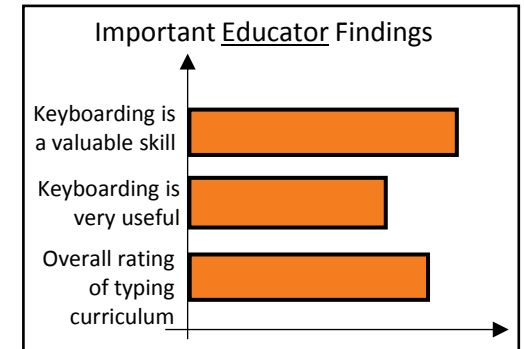 Important Educator Findings
Keyboarding is
a valuable skill
Keyboarding is
very useful
Overall rating
of typing
curriculum